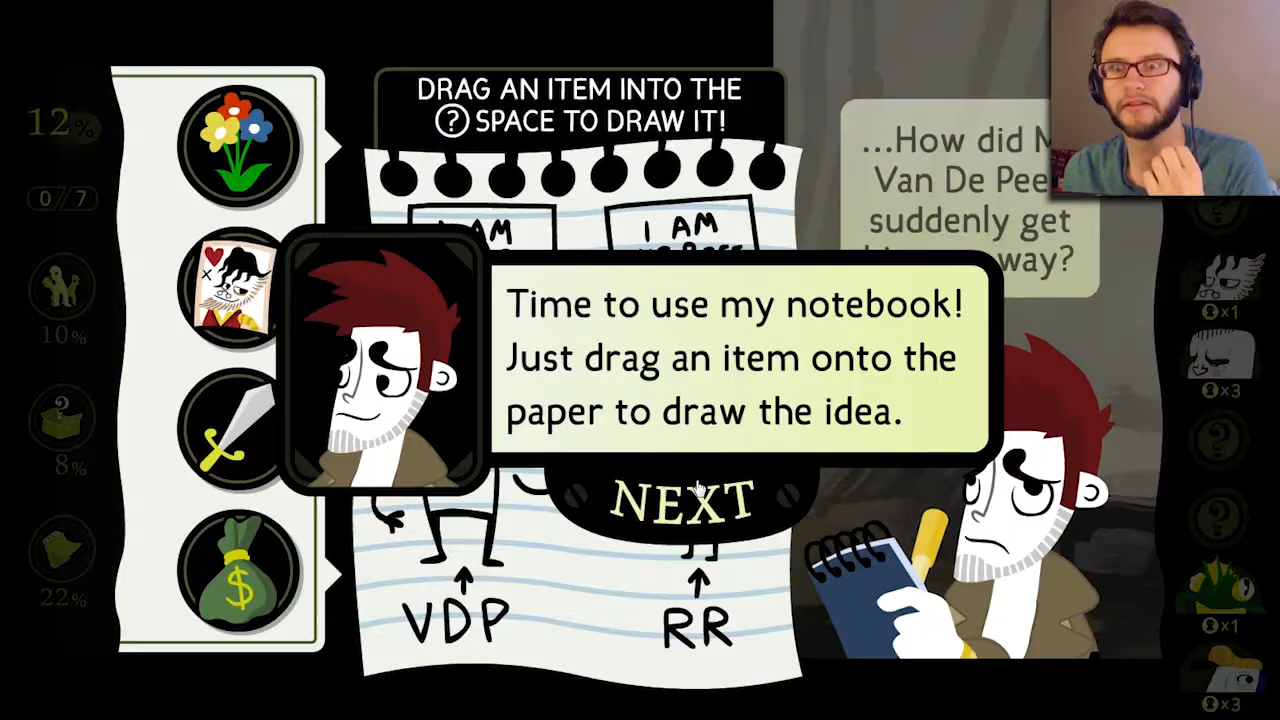 12%
0/7
10%
8%
22%
DRAG AN ITEM INTO THE
? SPACE TO DRAW IT!
I AM
I AM
...How did
Van De Pee
suddenly get
way?
Time to use my notebook!
Just drag an item onto the
paper to draw the idea.
NEXT
VDP
RR
$
?
x1
x3
?
?
x1
x3